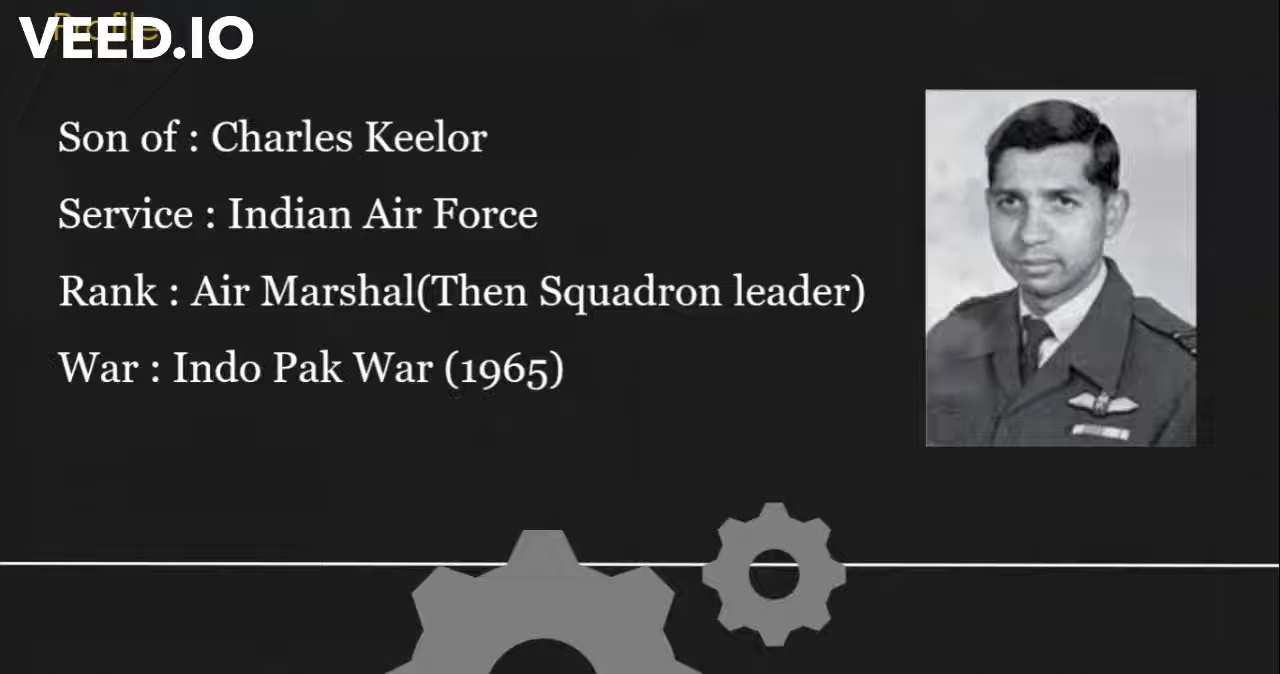 Profile
VEED.IO
Son of : Charles Keelor
Service : Indian Air Force
Rank : Air Marshal(Then Squadron leader)
War : Indo Pak War (1965)